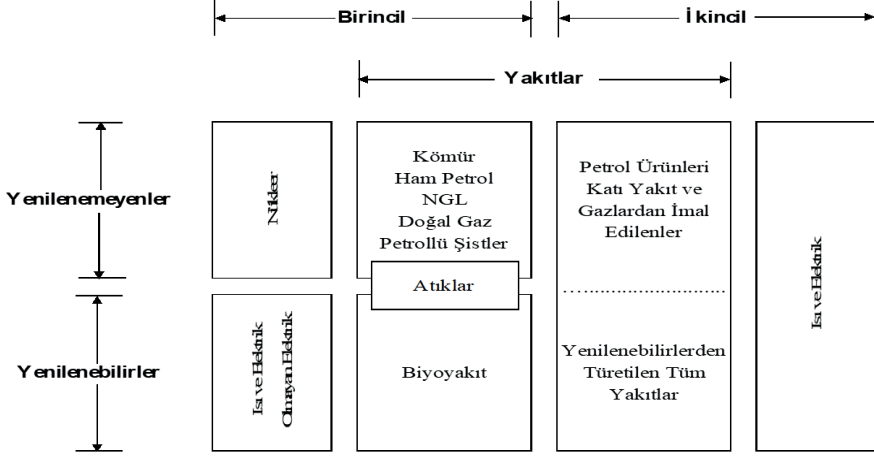 Birincil
İkincil
Yakıtlar
Yenilenemeyenler
Nükleer
Kömür
Ham Petrol
NGL
Doğal Gaz
Petrollü Şistler
Petrol Ürünleri
Katı Yakıt ve
Gazlardan İmal
Edilenler
Isı ve Elektrik
Atıklar
Yenilenebilirler
Isı ve Elektrik
Olmayan Elektrik
Biyoyakıt
Yenilenebilirlerden
Türetilen Tüm
Yakıtlar